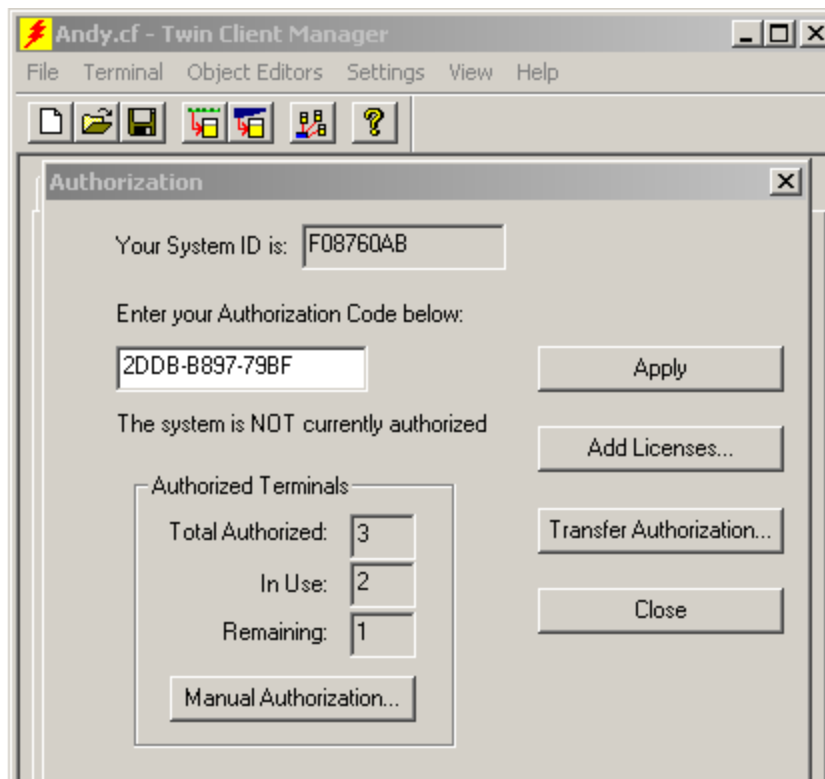 Andy.cf - Twin Client Manager
File Terminal Object Editors Settings View Help
Authorization
Your System ID is: F08760AB
Enter your Authorization Code below:
2DDB-B897-79BF
Apply
The system is NOT currently authorized
Add Licenses...
Authorized Terminals
Total Authorized: 3
Transfer Authorization...
In Use: 2
Close
Remaining: 1
Manual Authorization...